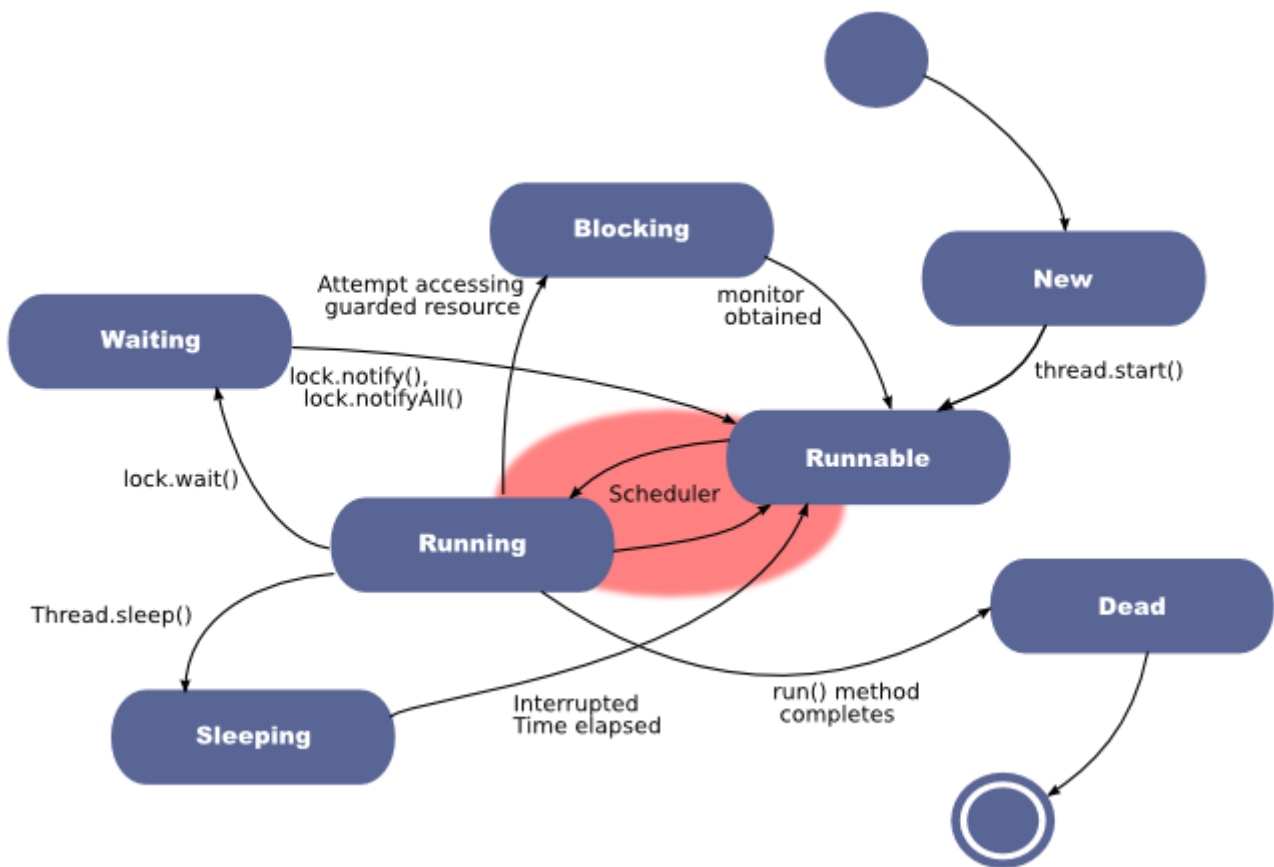 Blocking
New
Attempt accessing
guarded resource
monitor
obtained
Waiting
thread.start()
lock.notify(),
lock.notifyAll()
Runnable
lock.wait()
Scheduler
Running
Dead
Thread.sleep()
Interrupted
Time elapsed
run() method
completes
Sleeping